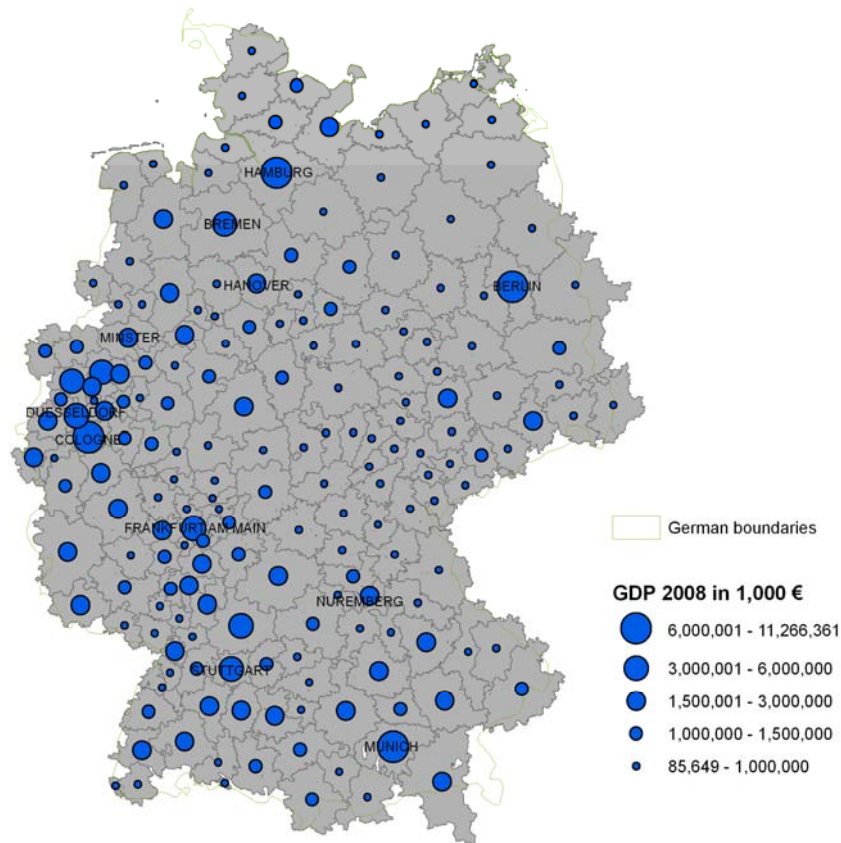 HAMBURG
BREMEN
HANOVER
BERLIN
MINSTER
DUESSELDORF
COLOGNE
FRANKFURT/AM MAIN
NUREMBERG
STUTTGART
MUNICH
German boundaries
GDP 2008 in 1,000 €
6,000,001 - 11,266,361
3,000,001 - 6,000,000
1,500,001 - 3,000,000
1,000,000 - 1,500,000
85,649 - 1,000,000